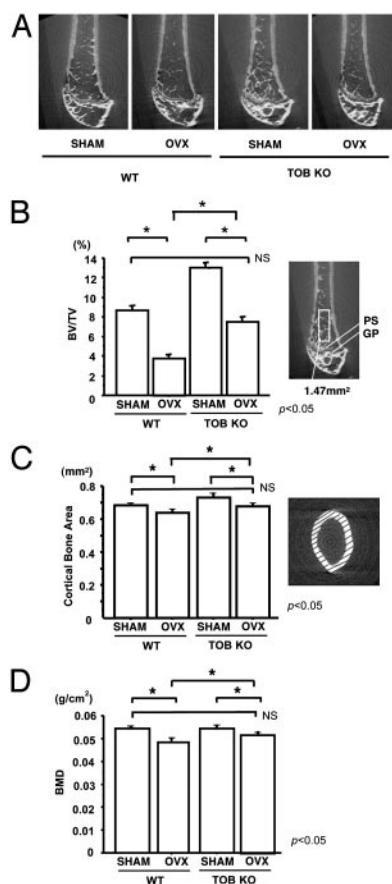 A
SHAM OVX SHAM OVX
WT TOB KO
B
(%)
*
* *
NS
14
12
10
8
6
4
2
0
BV/TV
SHAM OVX SHAM OVX
WT TOB KO
PS
GP
1.47mm²
p<0.05
C
(mm²)
*
* *
NS
0.8
0.6
0.4
0.2
0
Cortical Bone Area
SHAM OVX SHAM OVX
WT TOB KO
p<0.05
D
(g/cm²)
*
* *
NS
0.06
0.05
0.04
0.03
0.02
0.01
0
BMD
SHAM OVX SHAM OVX
WT TOB KO
p<0.05